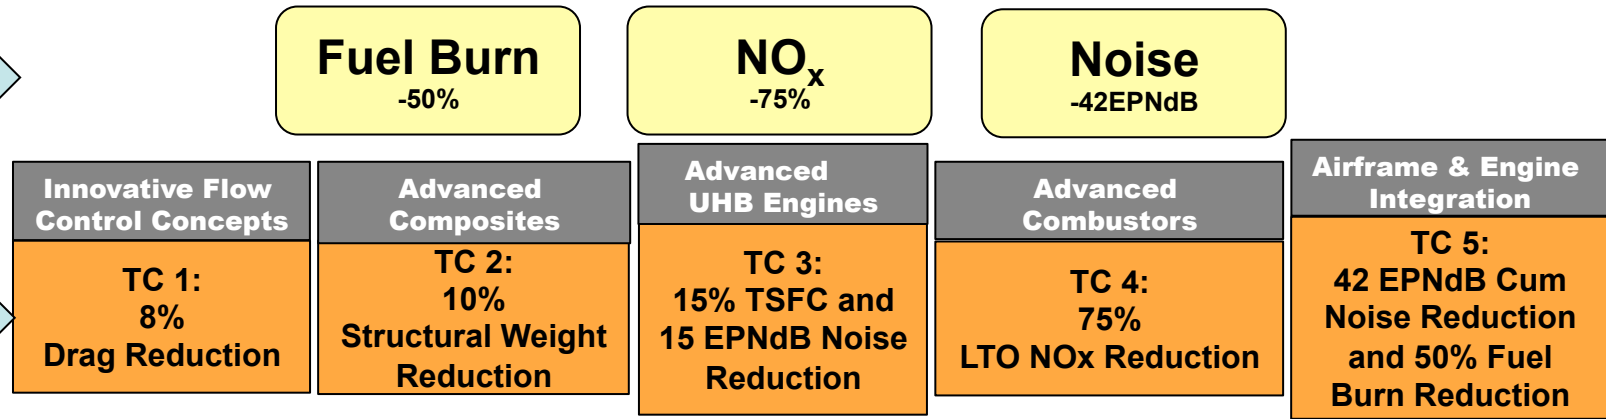 Fuel Burn
-50%
NOx
-75%
Noise
-42EPNdB
Innovative Flow
Control Concepts
TC 1:
8%
Drag Reduction
Advanced
Composites
TC 2:
10%
Structural Weight
Reduction
Advanced
UHB Engines
TC 3:
15% TSFC and
15 EPNdB Noise
Reduction
Advanced
Combustors
TC 4:
75%
LTO NOx Reduction
Airframe & Engine
Integration
TC 5:
42 EPNdB Cum
Noise Reduction
and 50% Fuel
Burn Reduction